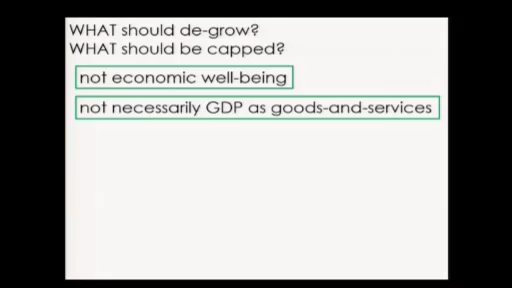 WHAT should de-grow?
WHAT should be capped?
not economic well-being
not necessarily GDP as goods-and-services